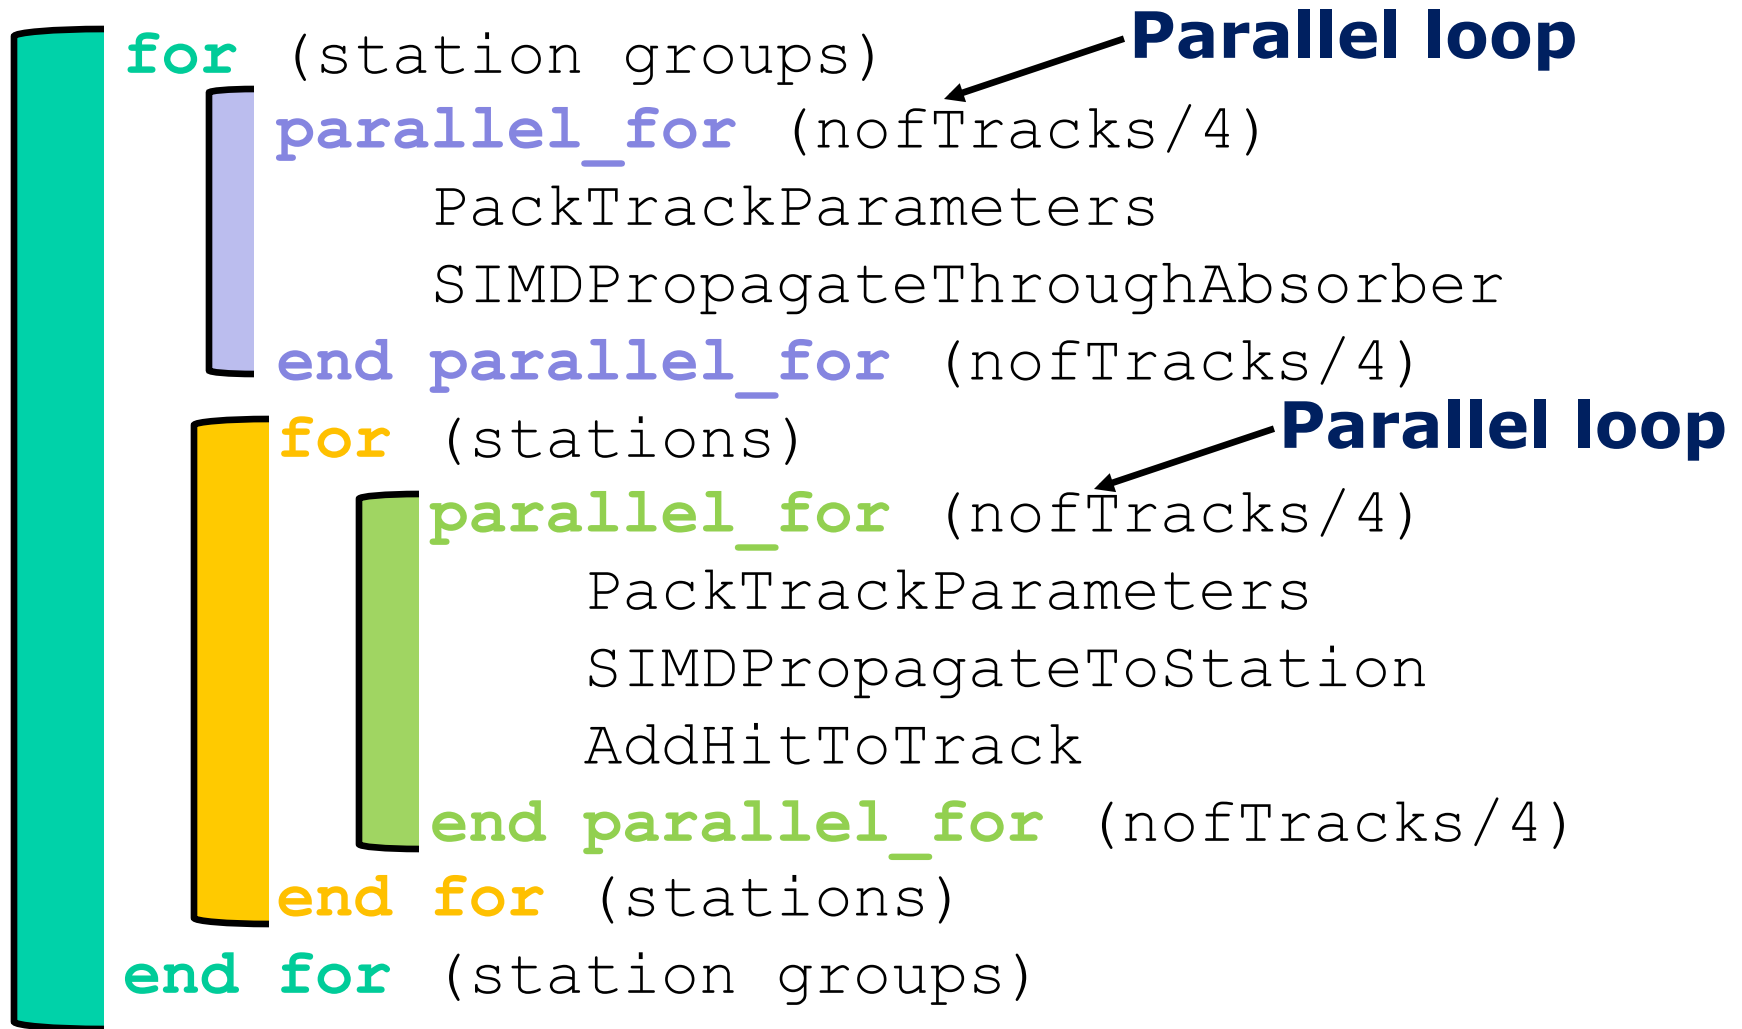 Parallel loop
for (station groups)
parallel_for (nofTracks/4)
PackTrackParameters
SIMDPropagateThroughAbsorber
end parallel_for (nofTracks/4)
Parallel loop
for (stations)
parallel_for (nofTracks/4)
PackTrackParameters
SIMDPropagateToStation
AddHitToTrack
end parallel_for (nofTracks/4)
end for (stations)
end for (station groups)